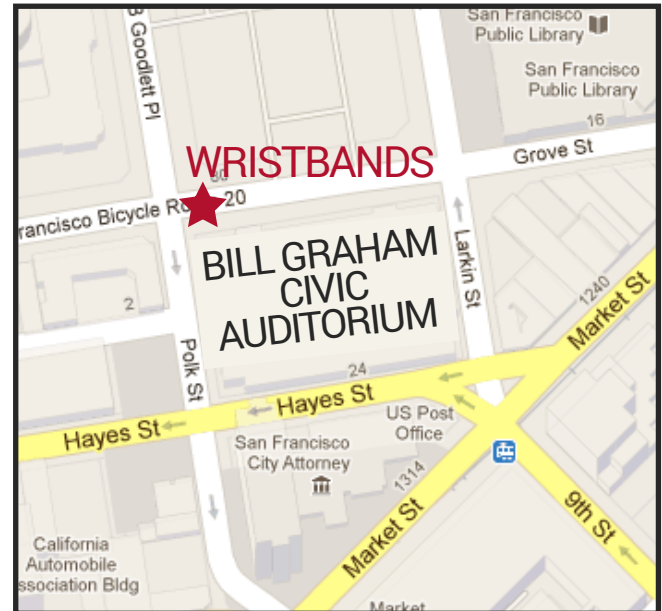 San Francisco
Public Library
B Goodlett Pl
San Francisco
Public Library
16
Grove St
WRISTBANDS
20
rancisco Bicycle
BILL GRAHAM
CIVIC
AUDITORIUM
Larkin St
1240
Market St
2
Polk St
24
Hayes St
Hayes St
US Post
Office
San Francisco
City Attorney
1314
Market St
9th St
California
Automobile
ssociation Bldg
Market